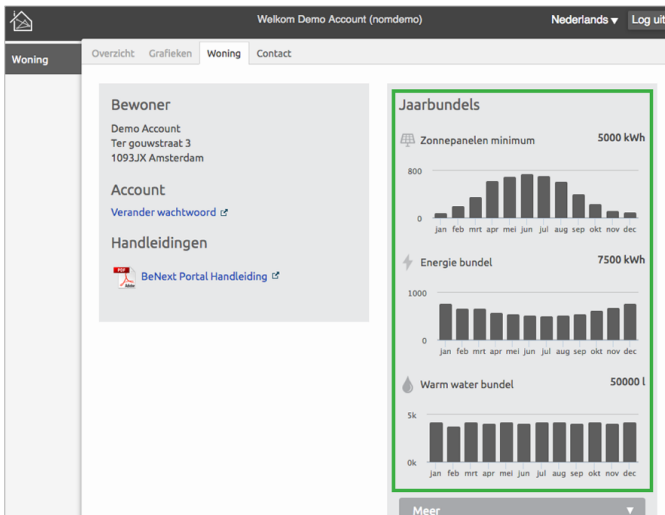 Welkom Demo Account (nomdemo)
Nederlands ▾
Log uit
Woning
Overzicht
Grafieken
Woning
Contact
Bewoner
Demo Account
Ter gouwstraat 3
1093JX Amsterdam
Account
Verander wachtwoord
Handleidingen
PDF
Adobe
BeNext Portal Handleiding
Jaarbundels
Zonnepanelen minimum 5000 kWh
800
0
jan feb mrt apr mei jun jul aug sep okt nov dec
Energie bundel 7500 kWh
1000
0
jan feb mrt apr mei jun jul aug sep okt nov dec
Warm water bundel 50000 l
5k
0k
jan feb mrt apr mei jun jul aug sep okt nov dec
Meer ▼